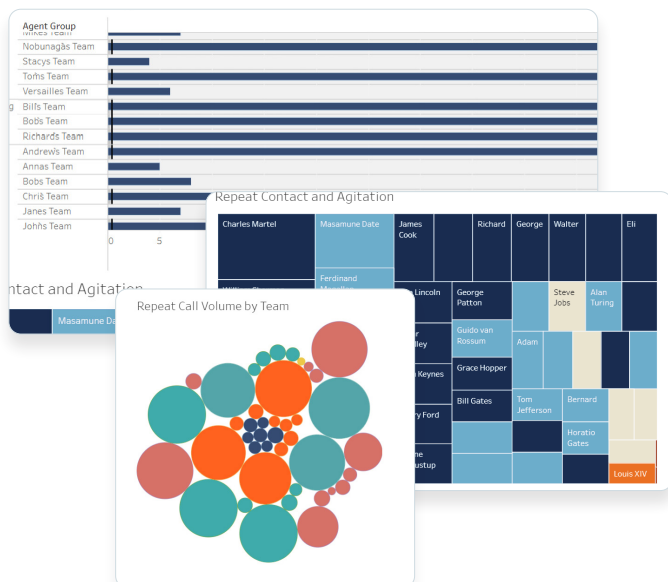 Agent Group
Mikes Team
Nobunagas Team
Stacys Team
Toms Team
Versailles Team
g
Bills Team
Bobs Team
Richards Team
Andrews Team
Annas Team
Bobs Team
Chris Team
Janes Team
Johns Team
0
5
ntact and Agitation
Masamune Da
Repeat Contact and Agitation
Charles Martel
Masamune Date
James
Cook
Richard
George
Walter
Eli
Ferdinand
Lincoln
George
Patton
Steve
Jobs
Alan
Turing
Guido van
Rossum
Adam
Keynes
Grace Hopper
Bill Gates
Tom
Jefferson
Bernard
ry Ford
Horatio
Gates
Louis XIV
Repeat Call Volume by Team